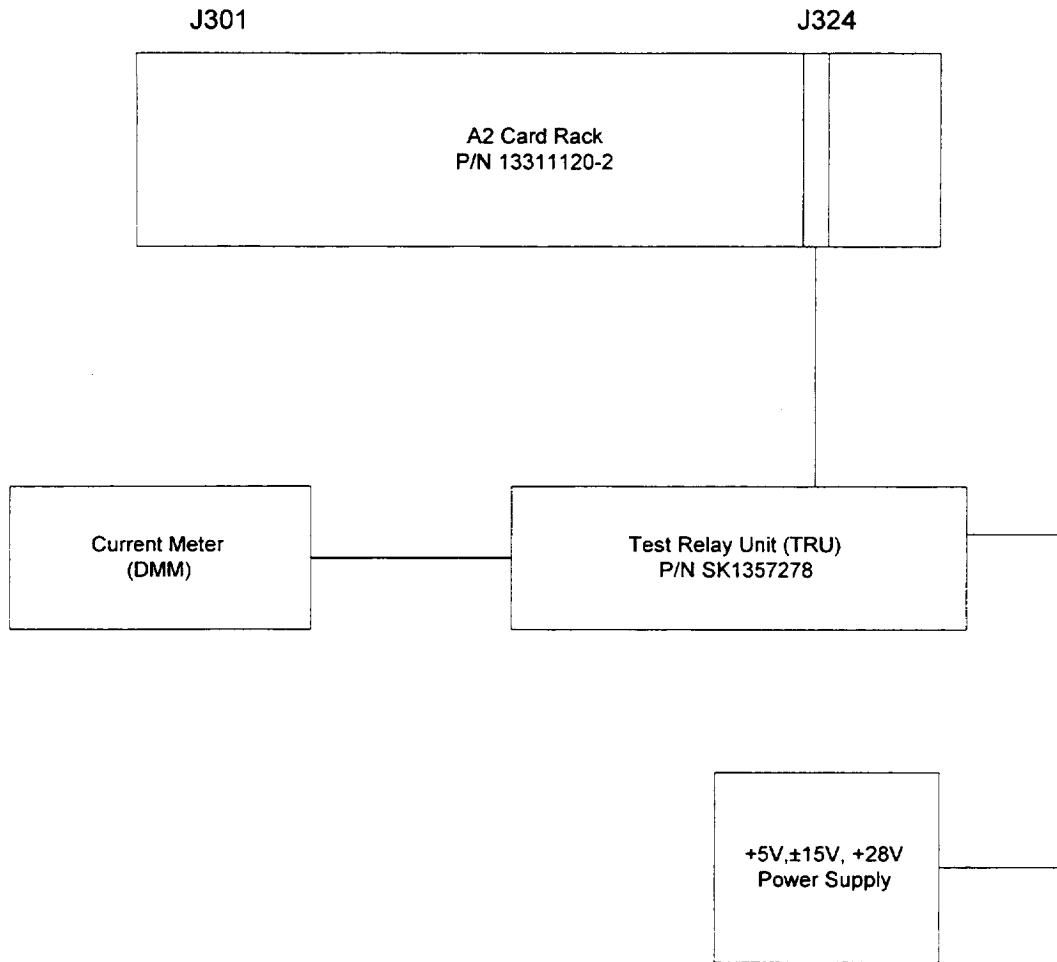 J301
J324
A2 Card Rack
P/N 13311120-2
Current Meter
(DMM)
Test Relay Unit (TRU)
P/N SK1357278
+5V,±15V, +28V
Power Supply